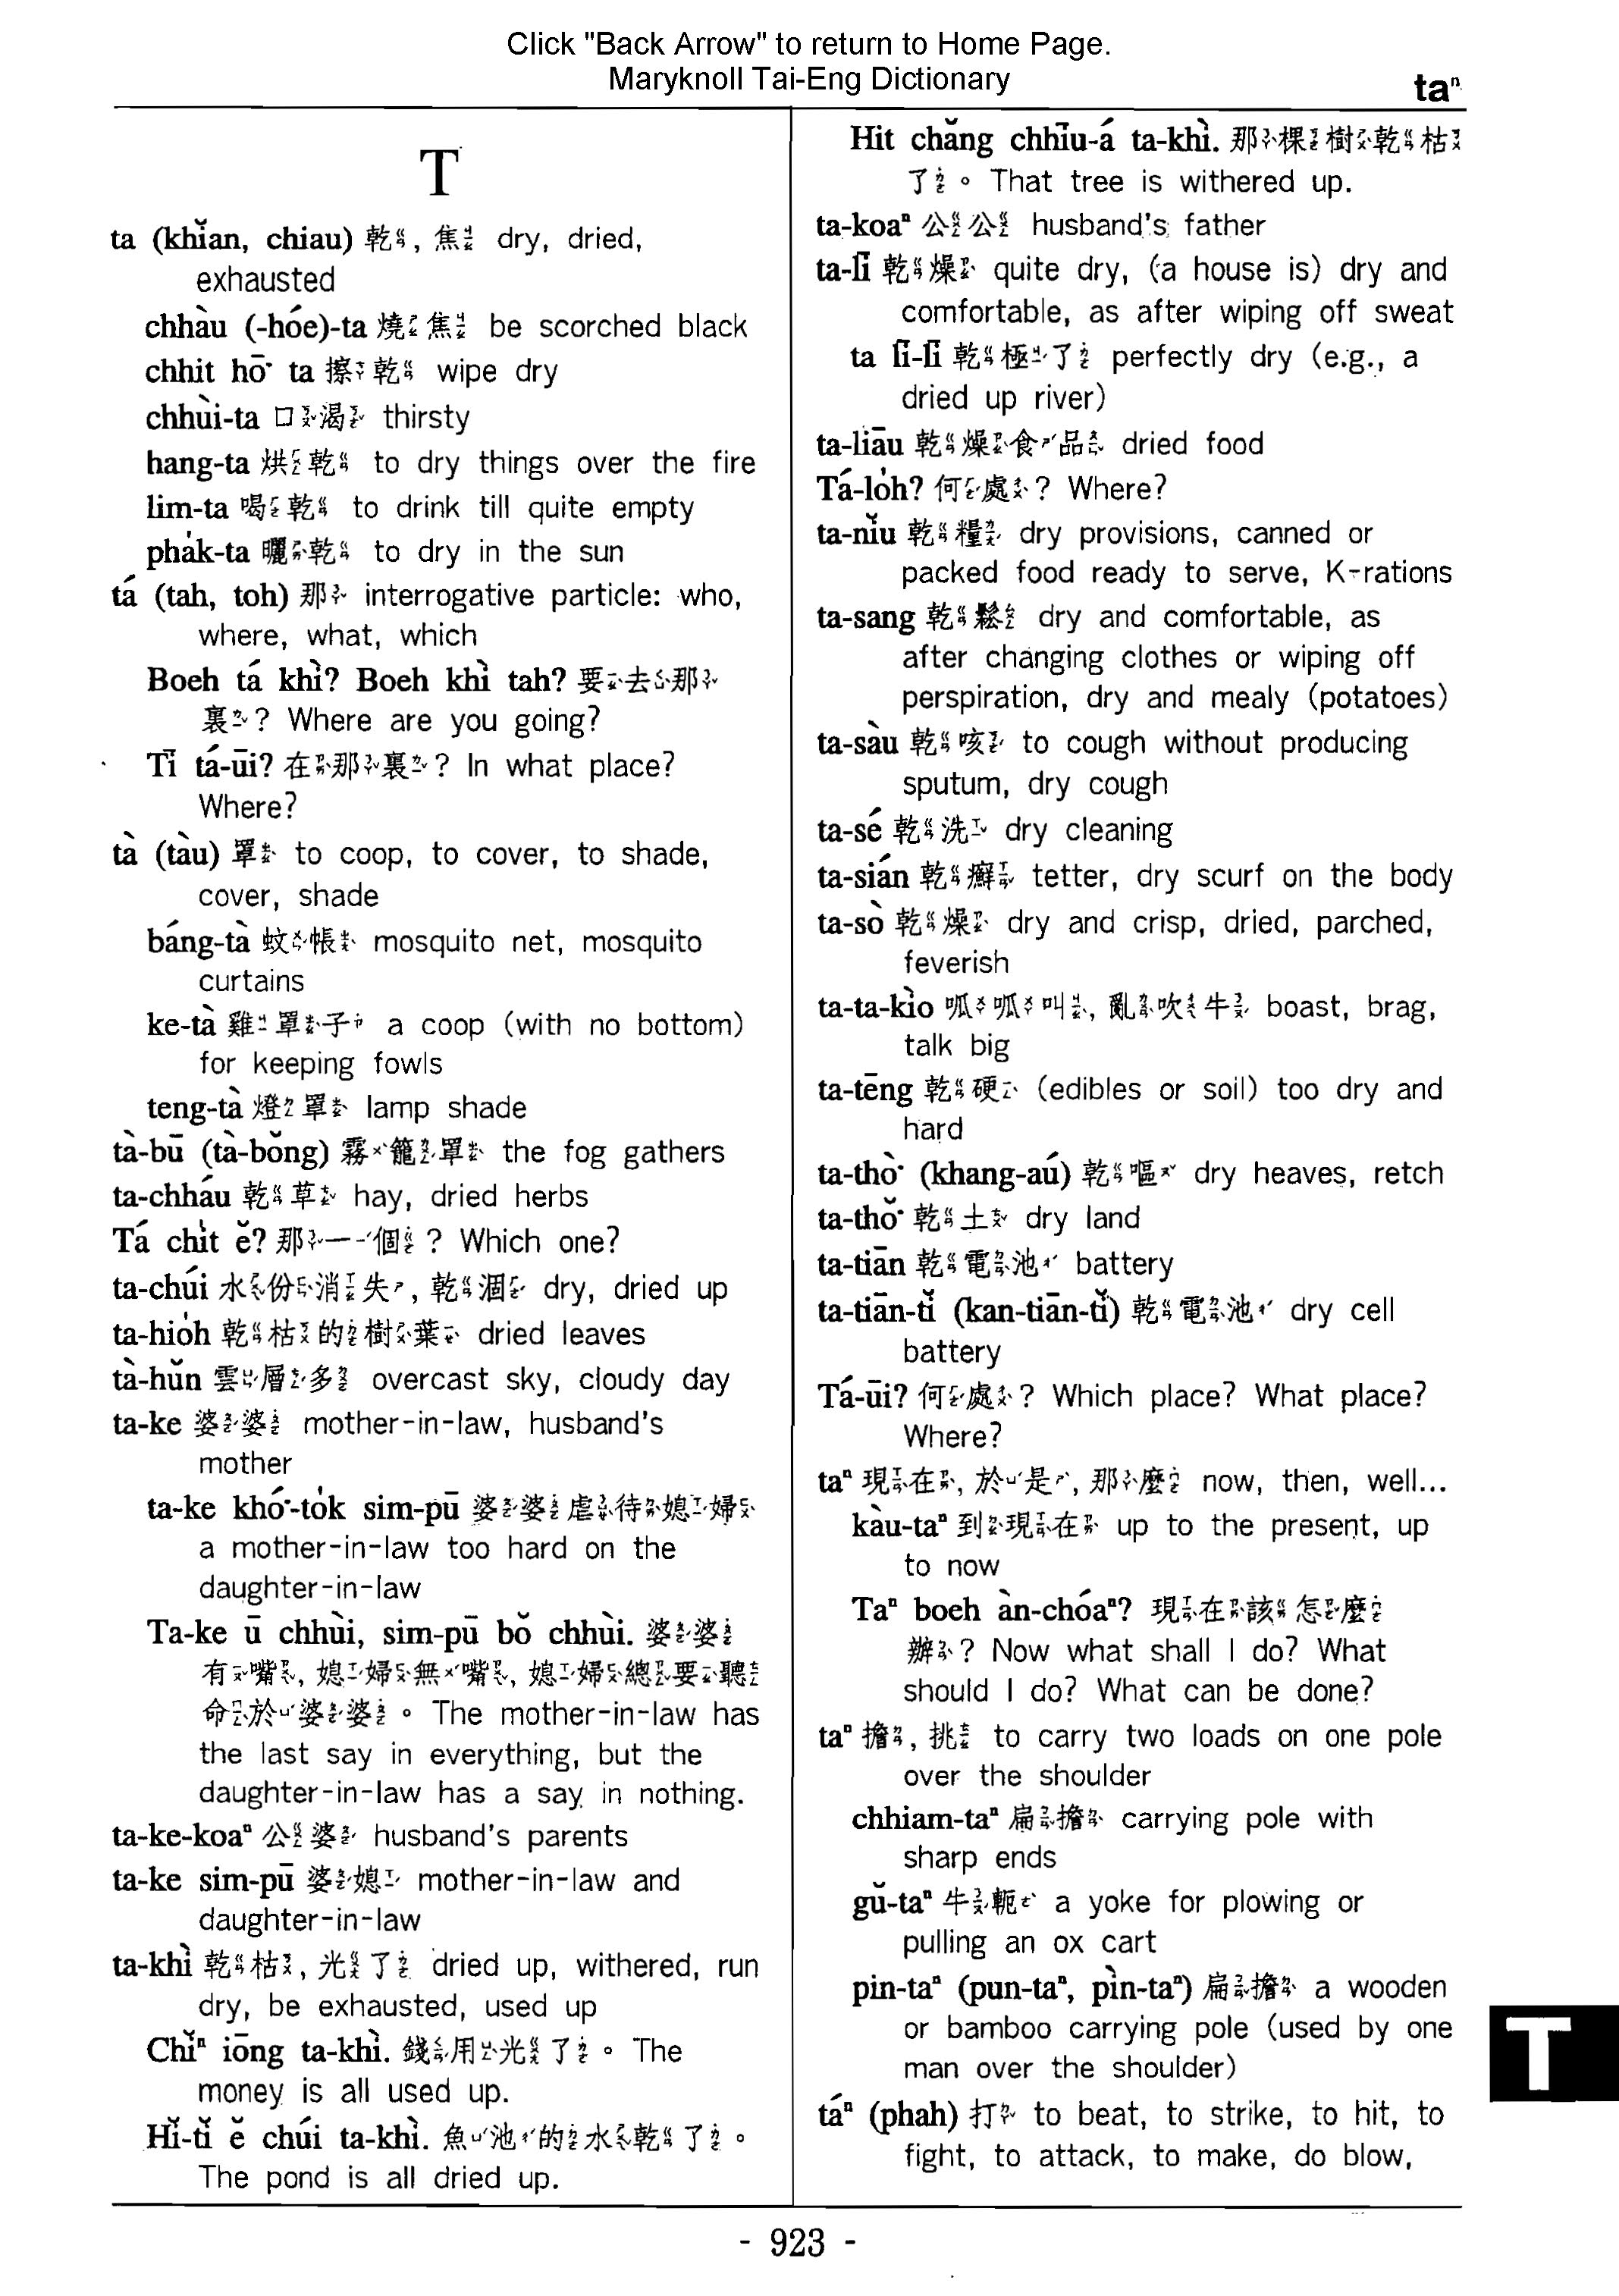 Click "Back Arrow" to return to Home Page.
Maryknoll Tai-Eng Dictionary
taⁿ
T
ta (khǐan, chiau) 乾, 焦 dry, dried,
exhausted
chhàu (-hóe)-ta 燒焦 be scorched black
chhit hō͘ ta 擦乾 wipe dry
chhùi-ta 口渴 thirsty
hang-ta 烘乾 to dry things over the fire
lim-ta 喝乾 to drink till quite empty
pha̍k-ta 曬乾 to dry in the sun
tá (tah, toh) 那 interrogative particle: who,
where, what, which
Boeh tá khì? Boeh khì tah? 要去那
裏? Where are you going?
Tī tá-ūi? 在那裏? In what place?
Where?
tà (tàu) 罩 to coop, to cover, to shade,
cover, shade
báng-tà 蚊帳 mosquito net, mosquito
curtains
ke-tà 雞罩子 a coop (with no bottom)
for keeping fowls
teng-tà 燈罩 lamp shade
tà-bū (tà-bǒng) 霧籠罩 the fog gathers
ta-chháu 乾草 hay, dried herbs
Tá chi̍t ě? 那一個? Which one?
ta-chúi 水份消失, 乾涸 dry, dried up
ta-hio̍h 乾枯的樹葉 dried leaves
tà-hǔn 雲層多 overcast sky, cloudy day
ta-ke 婆婆 mother-in-law, husband's
mother
ta-ke khó͘-to̍k sim-pū 婆婆虐待媳婦
a mother-in-law too hard on the
daughter-in-law
Ta-ke ū chhùi, sim-pū bǒ chhùi. 婆婆
有嘴, 媳婦無嘴, 媳婦總要聽
命於婆婆。 The mother-in-law has
the last say in everything, but the
daughter-in-law has a say in nothing.
ta-ke-koaⁿ 公婆 husband's parents
ta-ke sim-pū 婆媳 mother-in-law and
daughter-in-law
ta-khì 乾枯, 光了 dried up, withered, run
dry, be exhausted, used up
Chǐⁿ iōng ta-khì. 錢用光了。 The
money is all used up.
Hǐ-tǐ ě chúi ta-khì. 魚池的水乾了。
The pond is all dried up.
Hit chǎng chhīu-á ta-khì. 那棵樹乾枯
了。 That tree is withered up.
ta-koaⁿ 公公 husband's father
ta-lī 乾燥 quite dry, (a house is) dry and
comfortable, as after wiping off sweat
ta lī-lī 乾極了 perfectly dry (e.g., a
dried up river)
ta-liāu 乾燥食品 dried food
Tá-lo̍h? 何處? Where?
ta-nǐu 乾糧 dry provisions, canned or
packed food ready to serve, K-rations
ta-sang 乾鬆 dry and comfortable, as
after changing clothes or wiping off
perspiration, dry and mealy (potatoes)
ta-sàu 乾咳 to cough without producing
sputum, dry cough
ta-sé 乾洗 dry cleaning
ta-sián 乾癬 tetter, dry scurf on the body
ta-sò 乾燥 dry and crisp, dried, parched,
feverish
ta-ta-kìo 呱呱叫, 亂吹牛 boast, brag,
talk big
ta-tēng 乾硬 (edibles or soil) too dry and
hard
ta-thò͘ (khang-aú) 乾嘔 dry heaves, retch
ta-thǒ͘ 乾土 dry land
ta-tiān 乾電池 battery
ta-tiān-tǐ (kan-tiān-tǐ) 乾電池 dry cell
battery
Tá-ūi? 何處? Which place? What place?
Where?
taⁿ 現在, 於是, 那麼 now, then, well...
kàu-taⁿ 到現在 up to the present, up
to now
Taⁿ boeh àn-chóaⁿ? 現在該怎麼
辦? Now what shall I do? What
should I do? What can be done?
taⁿ 擔, 挑 to carry two loads on one pole
over the shoulder
chhiam-taⁿ 扁擔 carrying pole with
sharp ends
gǔ-taⁿ 牛軛 a yoke for plowing or
pulling an ox cart
pin-taⁿ (pun-taⁿ, pìn-taⁿ) 扁擔 a wooden
or bamboo carrying pole (used by one
man over the shoulder)
táⁿ (phah) 打 to beat, to strike, to hit, to
fight, to attack, to make, do blow,
T
- 923 -